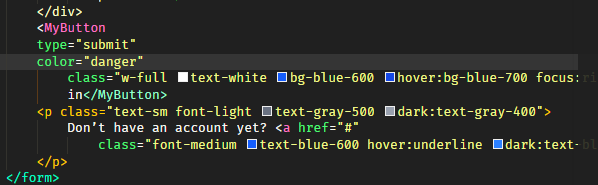 </div>
<MyButton
type="submit"
color="danger"
class="w-full text-white bg-blue-600 hover:bg-blue-700 focus:ri
in</MyButton>
<p class="text-sm font-light text-gray-500 dark:text-gray-400">
Don’t have an account yet? <a href="#"
class="font-medium text-blue-600 hover:underline dark:text-bl
</p>
</form>